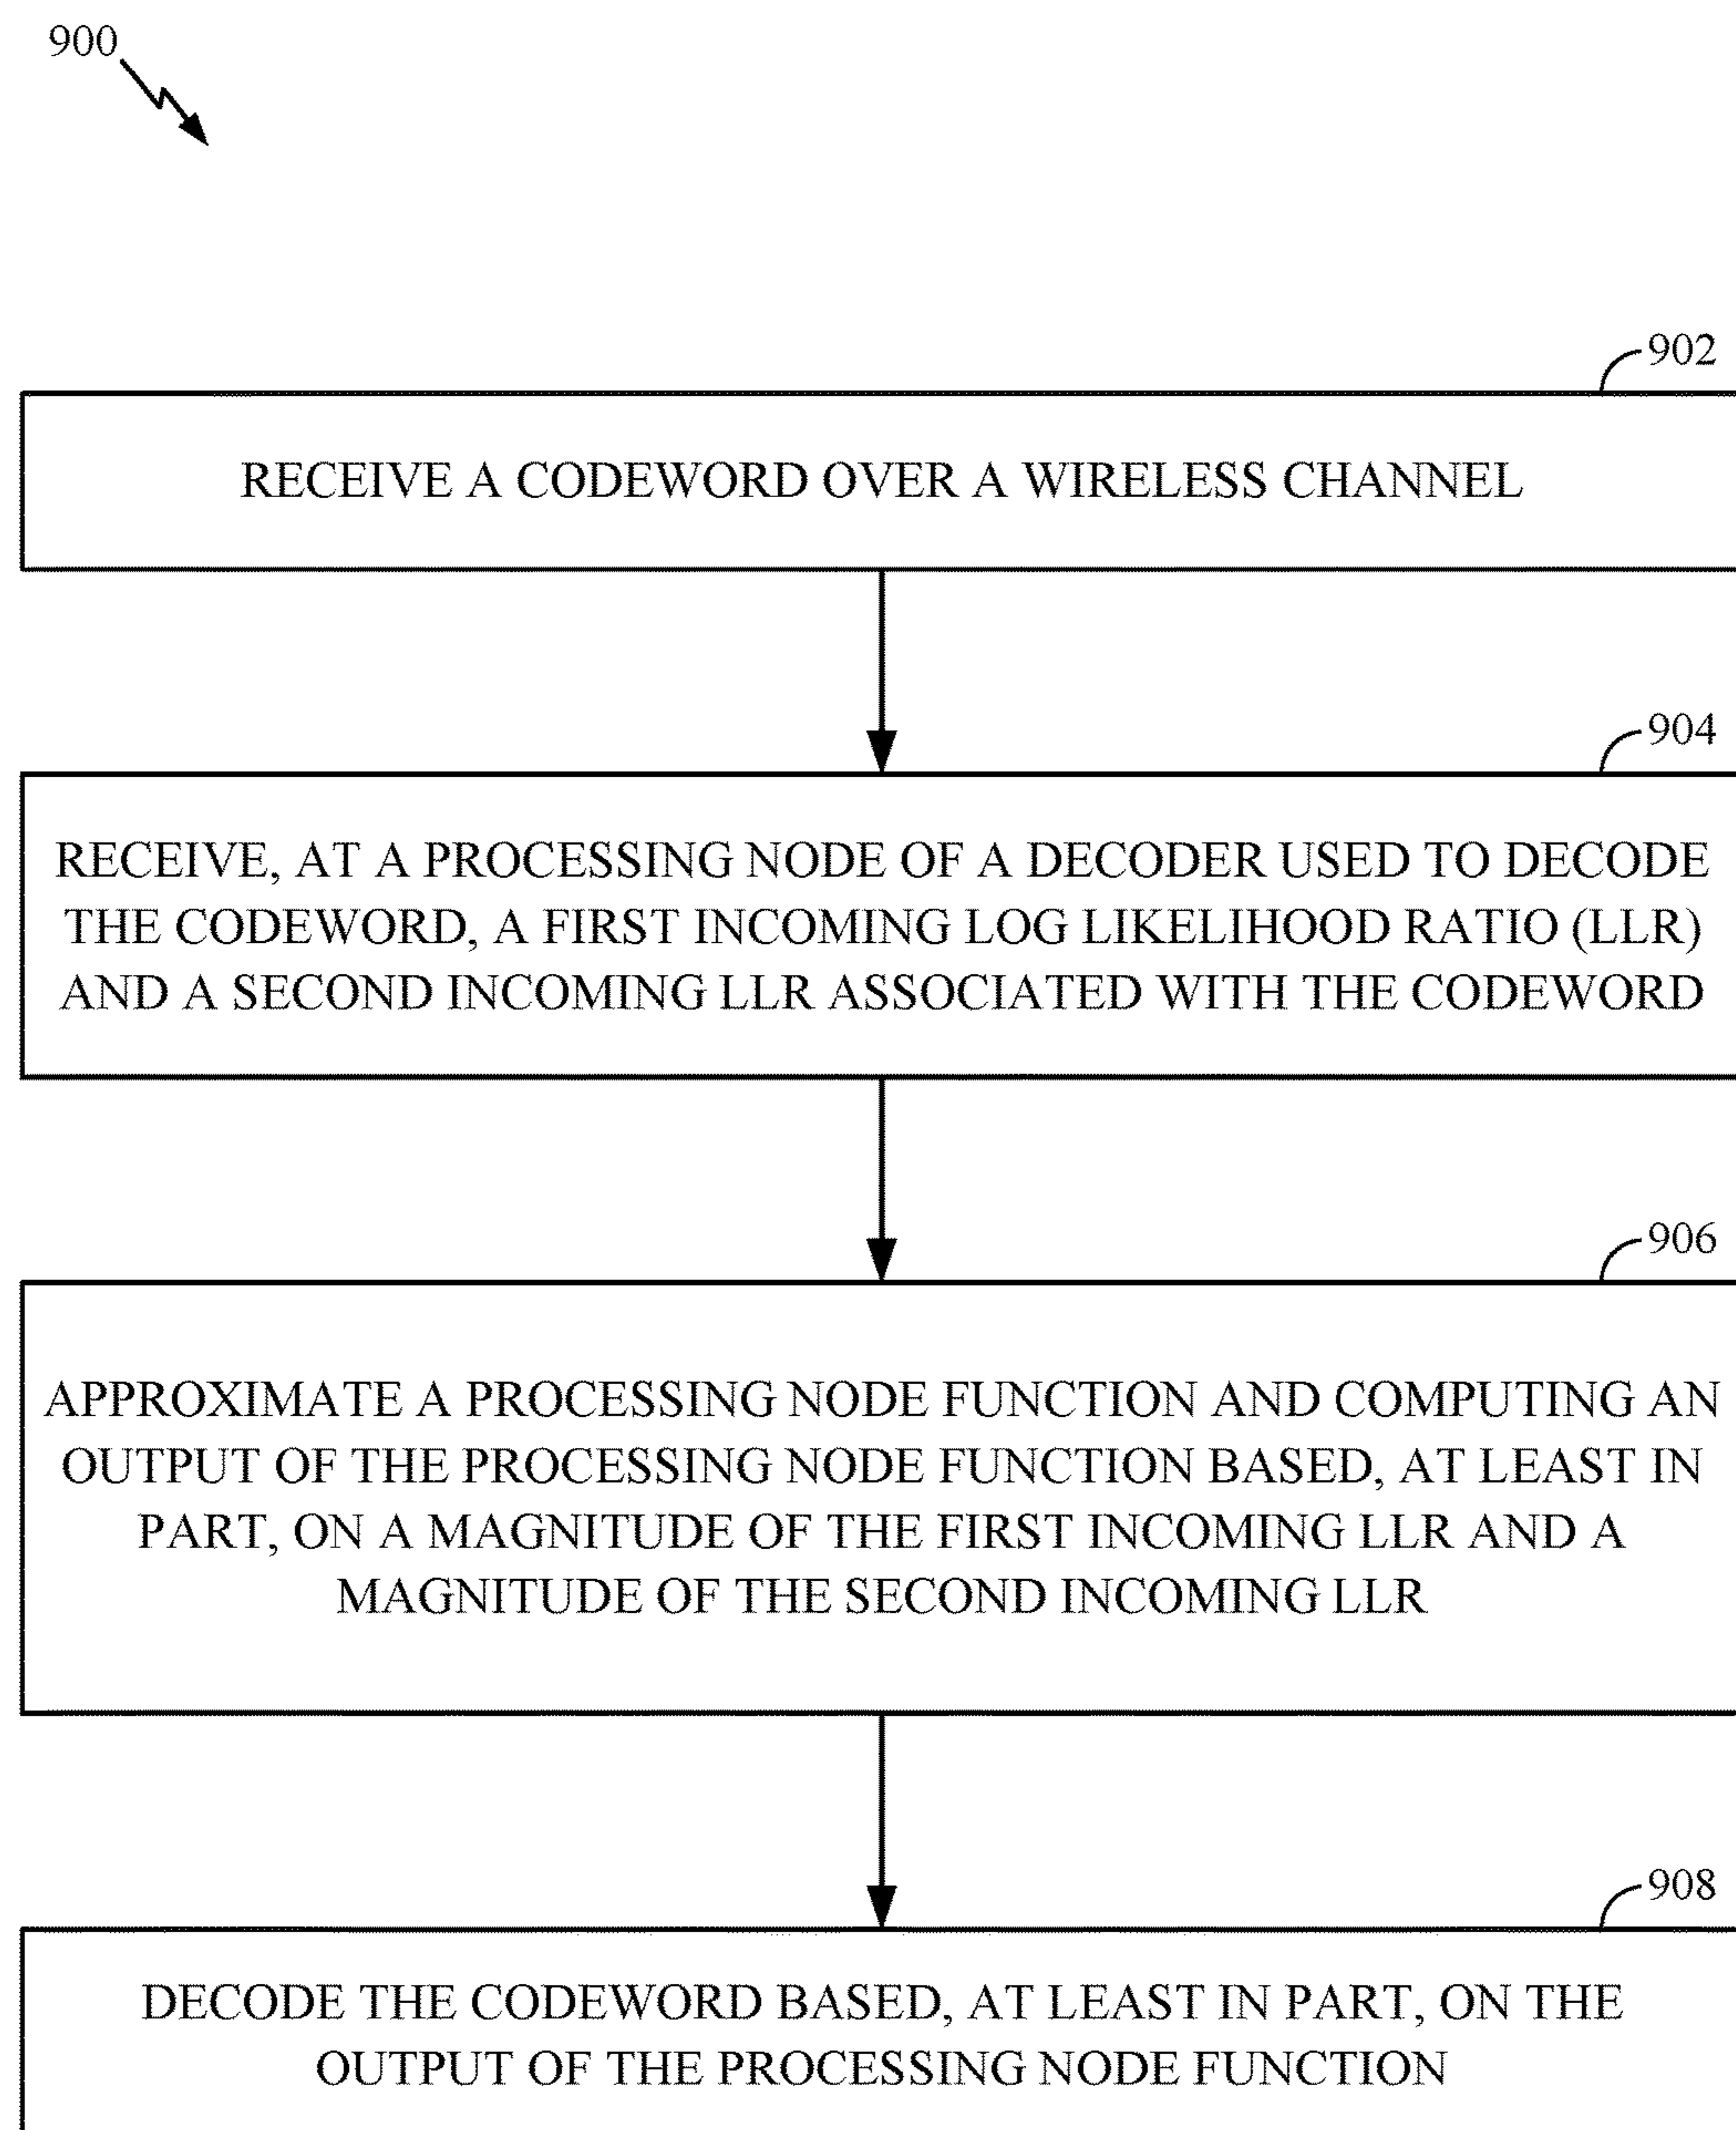 900
902
RECEIVE A CODEWORD OVER A WIRELESS CHANNEL
904
RECEIVE, AT A PROCESSING NODE OF A DECODER USED TO DECODE
THE CODEWORD, A FIRST INCOMING LOG LIKELIHOOD RATIO (LLR)
AND A SECOND INCOMING LLR ASSOCIATED WITH THE CODEWORD
906
APPROXIMATE A PROCESSING NODE FUNCTION AND COMPUTING AN
OUTPUT OF THE PROCESSING NODE FUNCTION BASED, AT LEAST IN
PART, ON A MAGNITUDE OF THE FIRST INCOMING LLR AND A
MAGNITUDE OF THE SECOND INCOMING LLR
908
DECODE THE CODEWORD BASED, AT LEAST IN PART, ON THE
OUTPUT OF THE PROCESSING NODE FUNCTION